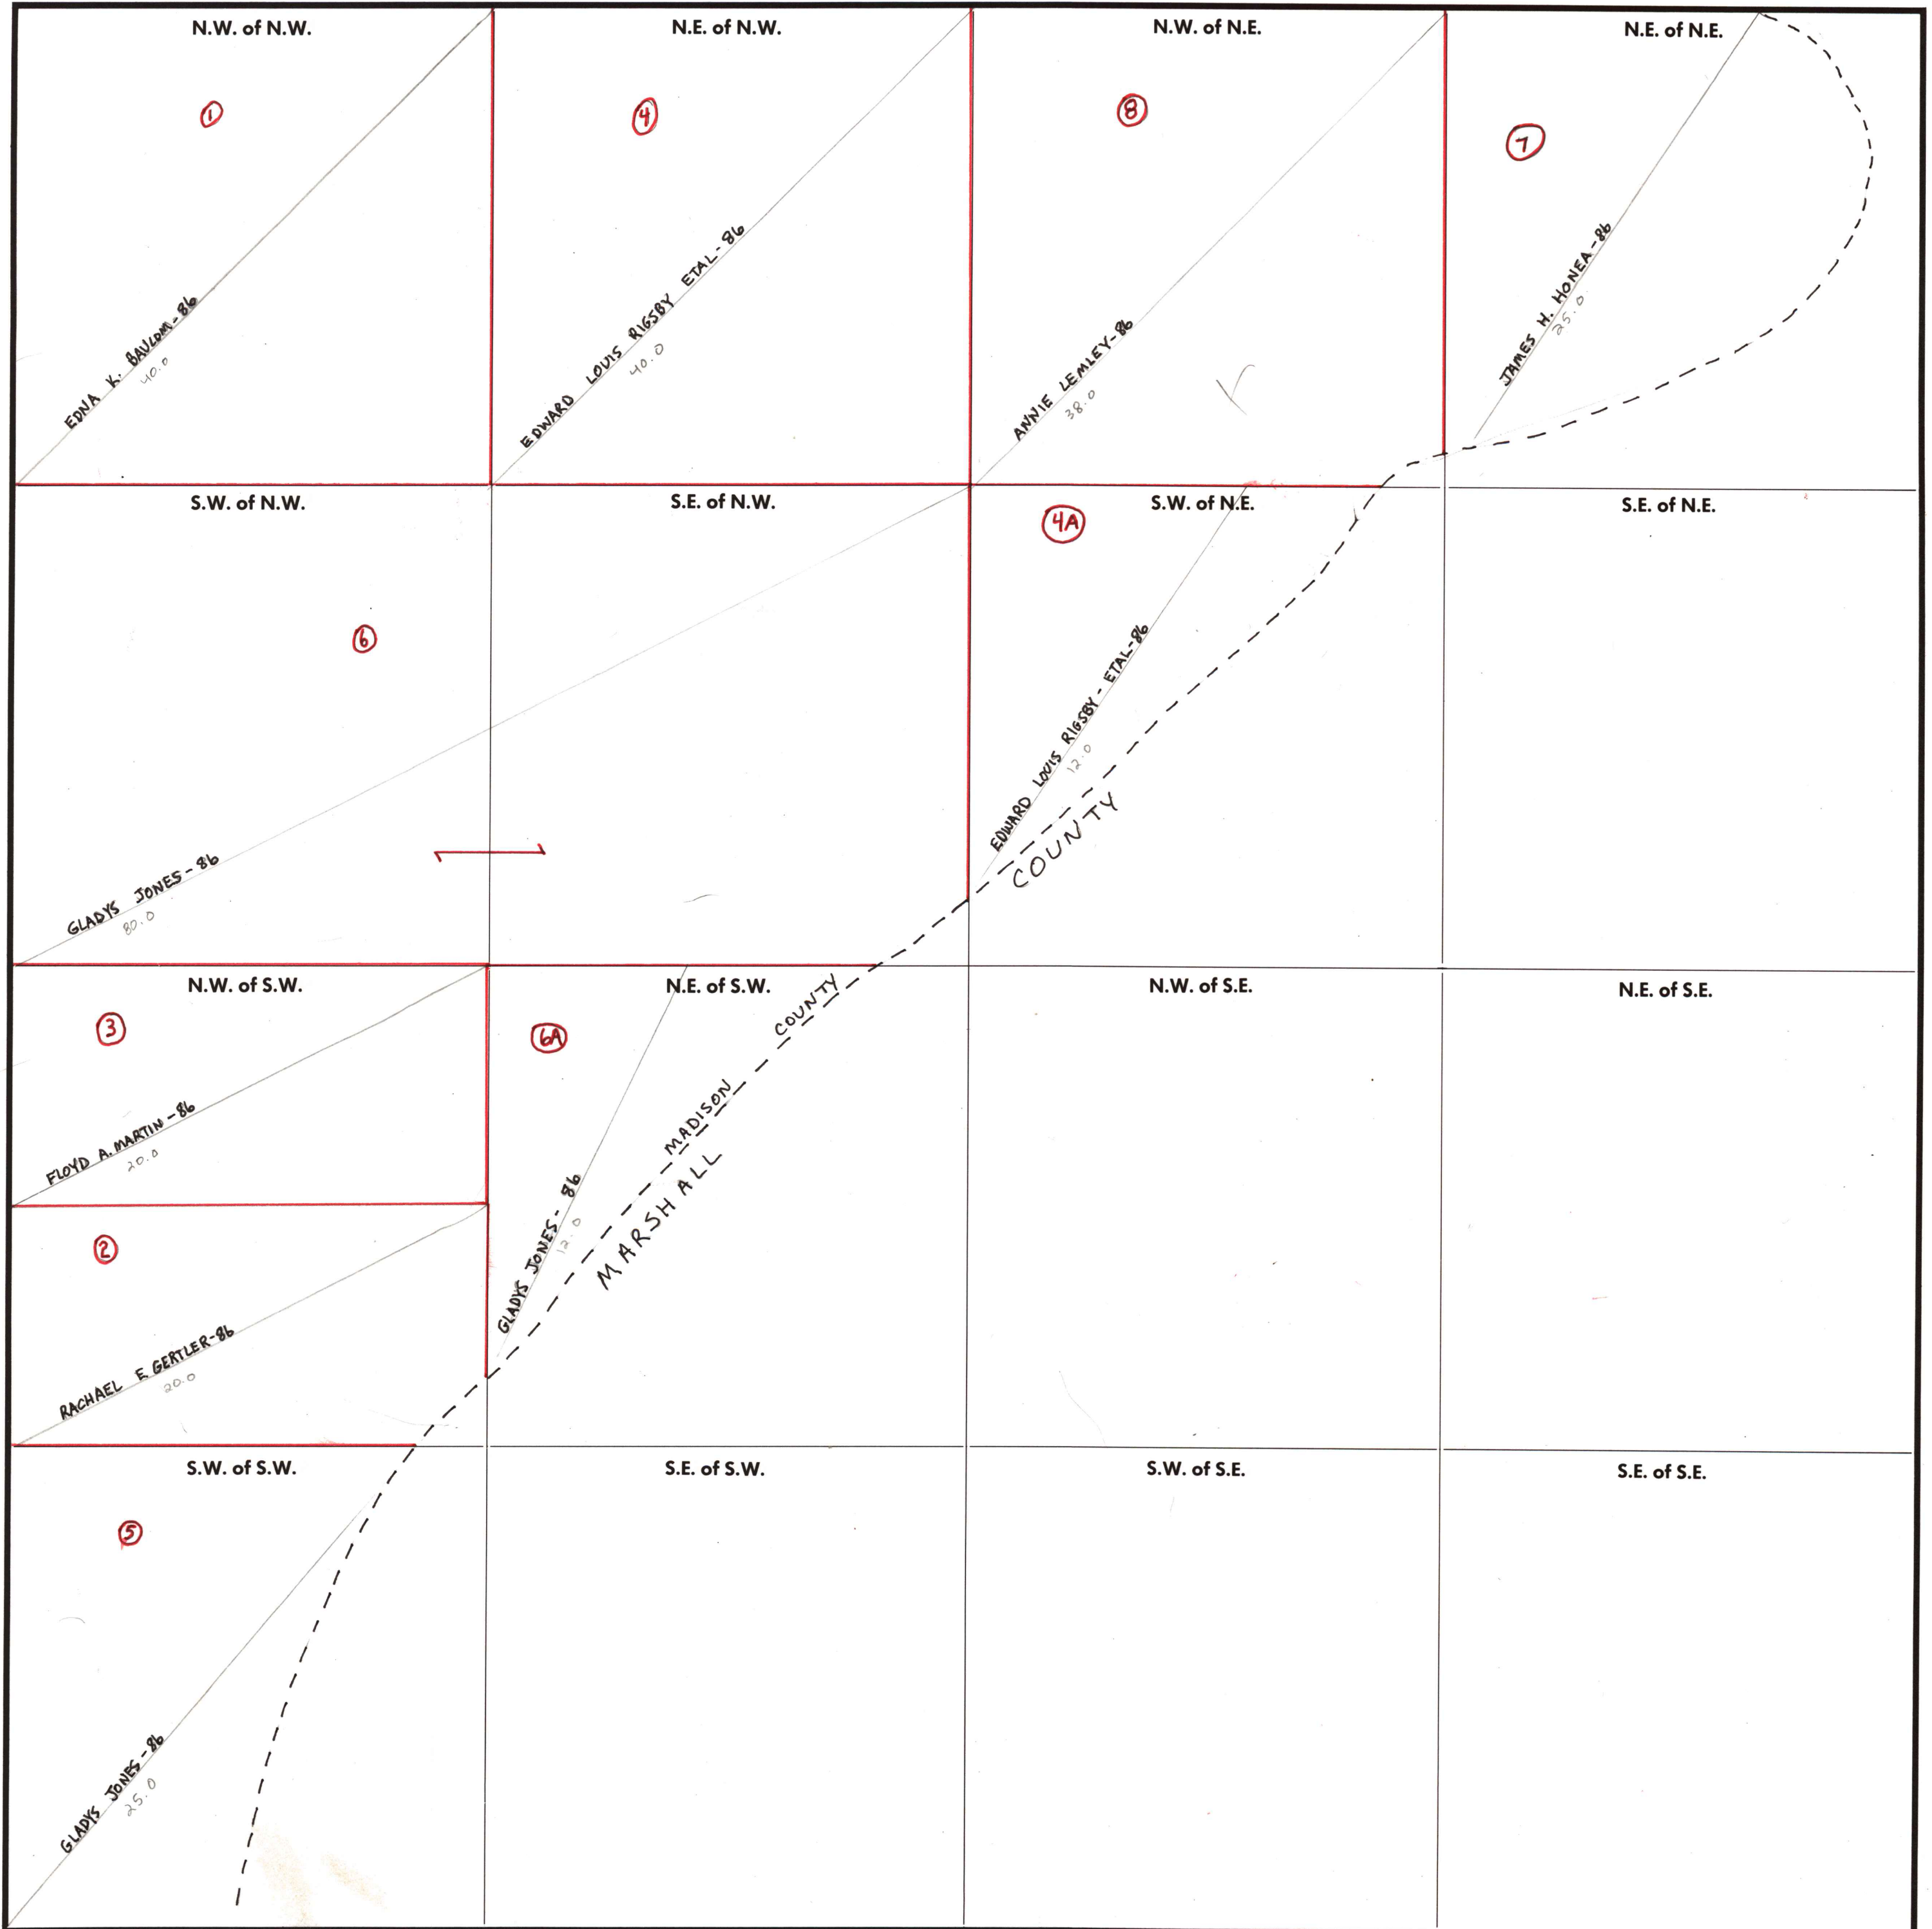 N.W. of N.W.
N.E. of N.W.
N.W. of N.E.
N.E. of N.E.
1
4
8
7
EDNA K. BAUCOM-86
40.0
EDWARD LOUIS RIGSBY ETAL-86
40.0
ANNIE LEMLEY-86
38.0
JAMES H. HONEA-86
25.0
S.W. of N.W.
S.E. of N.W.
S.W. of N.E.
S.E. of N.E.
6
4A
GLADYS JONES-86
80.0
EDWARD LOUIS RIGSBY-ETAL-86
12.0
COUNTY
N.W. of S.W.
N.E. of S.W.
N.W. of S.E.
N.E. of S.E.
3
6A
FLOYD A. MARTIN-86
20.0
2
RACHAEL E GERTLER-86
20.0
GLADYS JONES-86
12.0
MADISON COUNTY
MARSHALL
S.W. of S.W.
S.E. of S.W.
S.W. of S.E.
S.E. of S.E.
5
GLADYS JONES-86
25.0